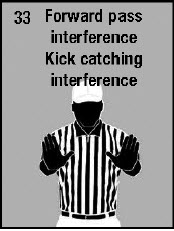 33 Forward pass
interference
Kick catching
interference